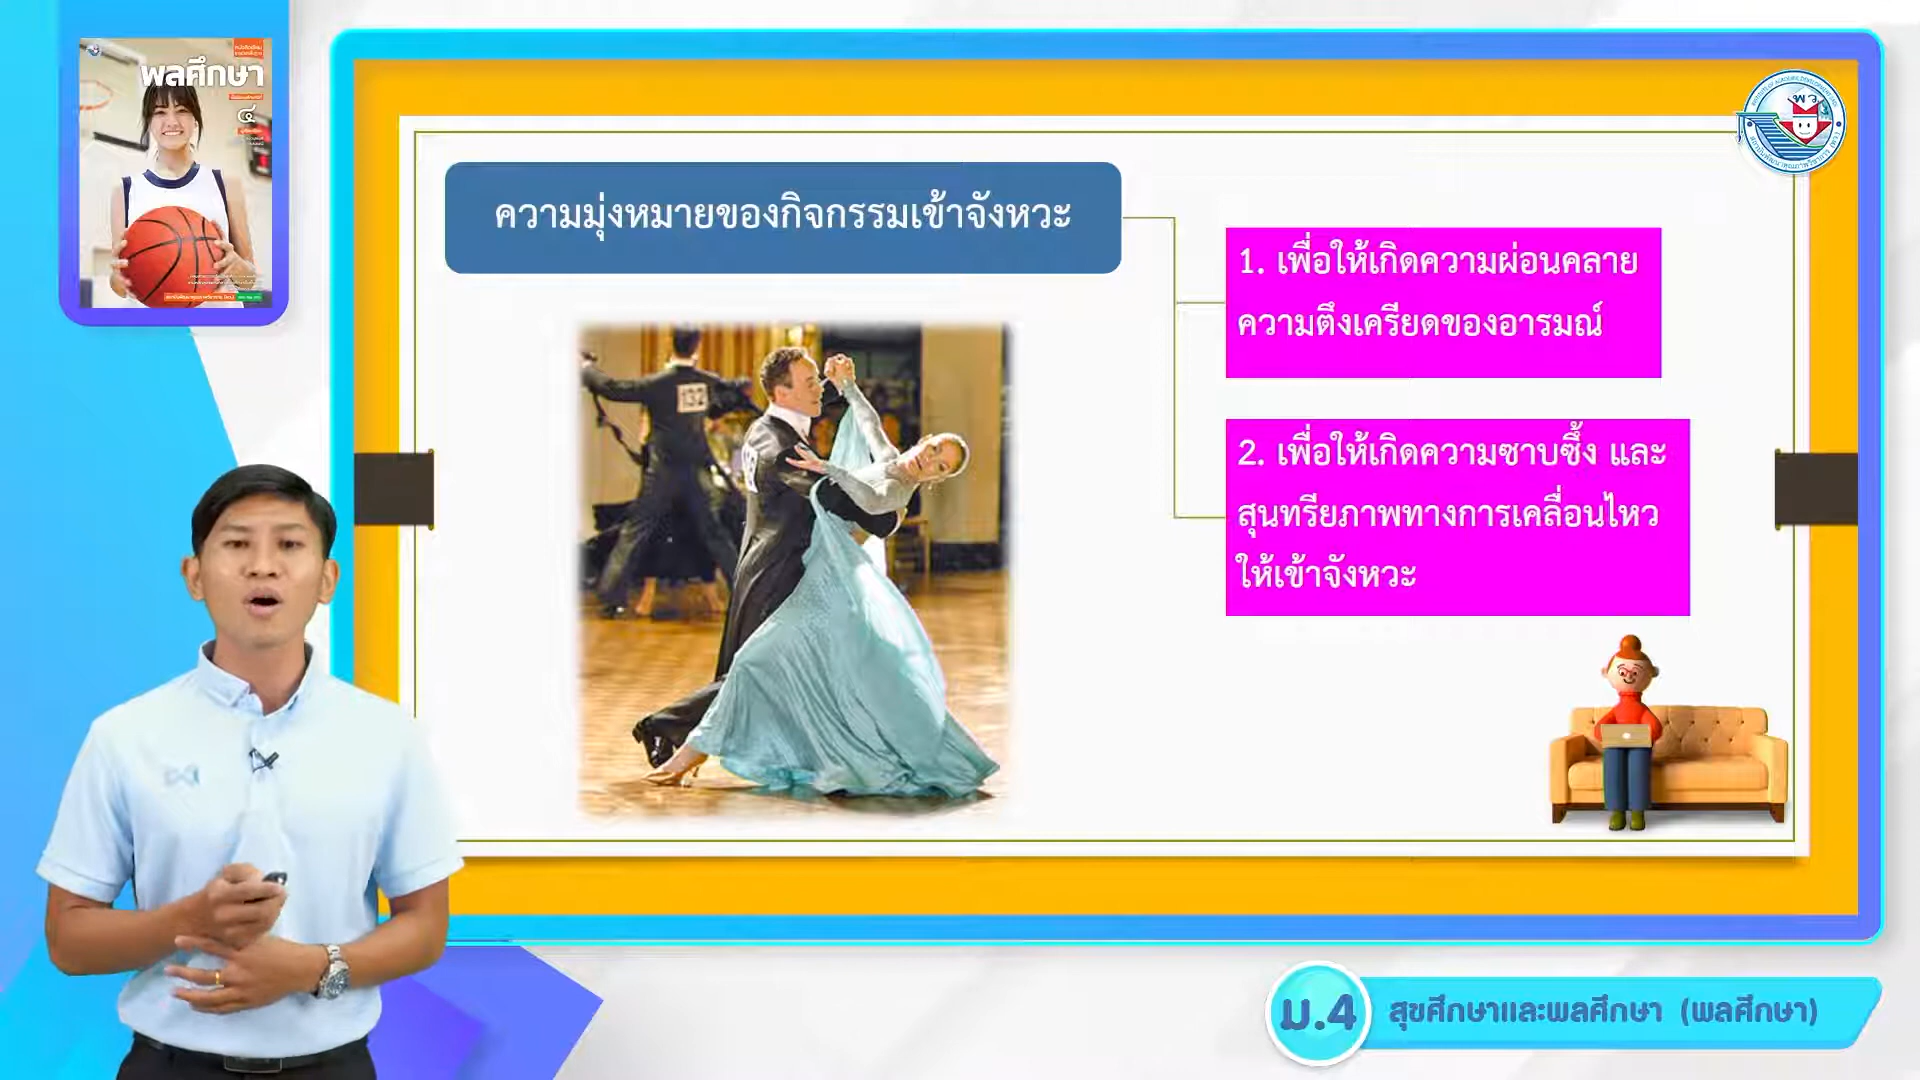 พลศึกษา
๔
ความมุ่งหมายของกิจกรรมเข้าจังหวะ
1. เพื่อให้เกิดความผ่อนคลาย
ความตึงเครียดของอารมณ์
2. เพื่อให้เกิดความซาบซึ้ง และ
สุนทรียภาพทางการเคลื่อนไหว
ให้เข้าจังหวะ
132
พว
ม.4 สุขศึกษาและพลศึกษา (พลศึกษา)